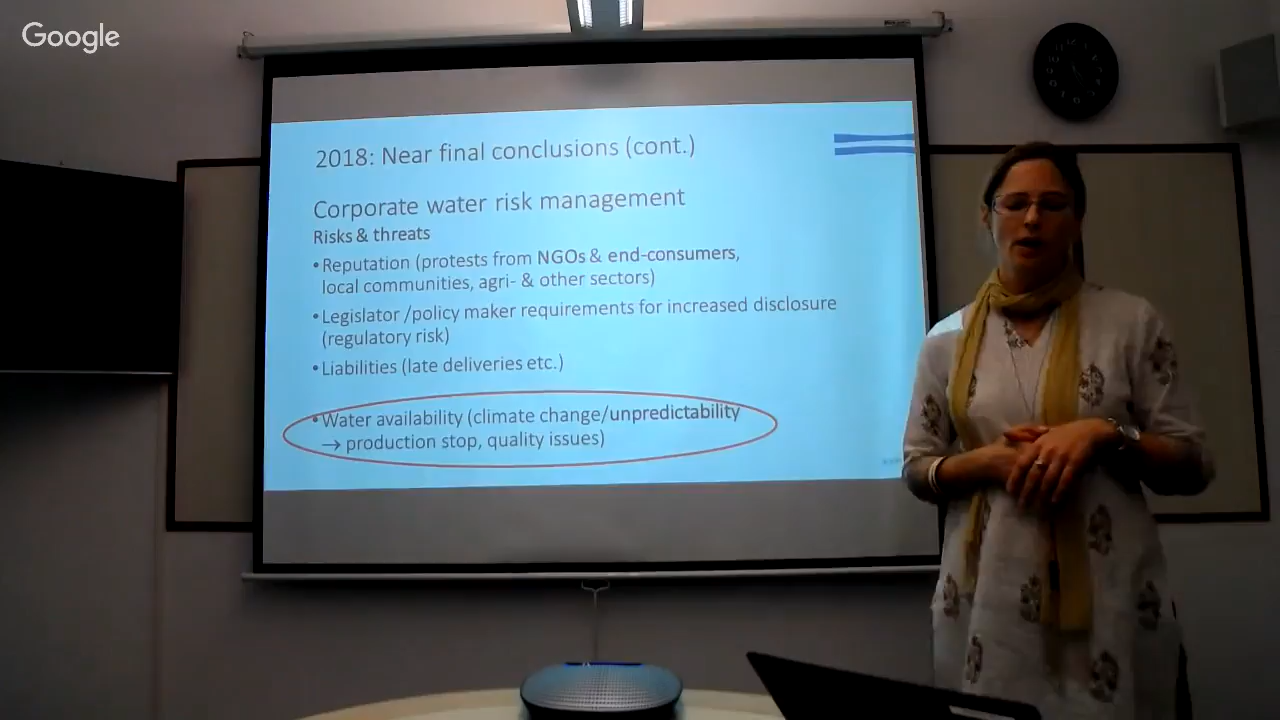 Google
2018: Near final conclusions (cont.)
Corporate water risk management
Risks & threats
• Reputation (protests from NGOs & end-consumers,
local communities, agri- & other sectors)
• Legislator /policy maker requirements for increased disclosure
(regulatory risk)
• Liabilities (late deliveries etc.)
• Water availability (climate change/unpredictability
→ production stop, quality issues)